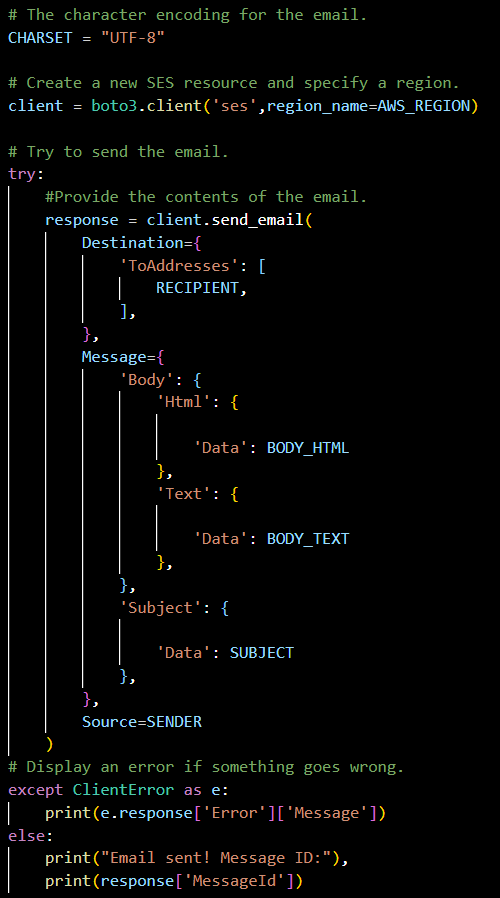 # The character encoding for the email.
CHARSET = "UTF-8"
# Create a new SES resource and specify a region.
client = boto3.client('ses',region_name=AWS_REGION)
# Try to send the email.
try:
    #Provide the contents of the email.
    response = client.send_email(
        Destination={
            'ToAddresses': [
                RECIPIENT,
            ],
        },
        Message={
            'Body': {
                'Html': {
                    'Data': BODY_HTML
                },
                'Text': {
                    'Data': BODY_TEXT
                },
            },
            'Subject': {
                'Data': SUBJECT
            },
        },
        Source=SENDER
    )
# Display an error if something goes wrong.
except ClientError as e:
    print(e.response['Error']['Message'])
else:
    print("Email sent! Message ID:"),
    print(response['MessageId'])